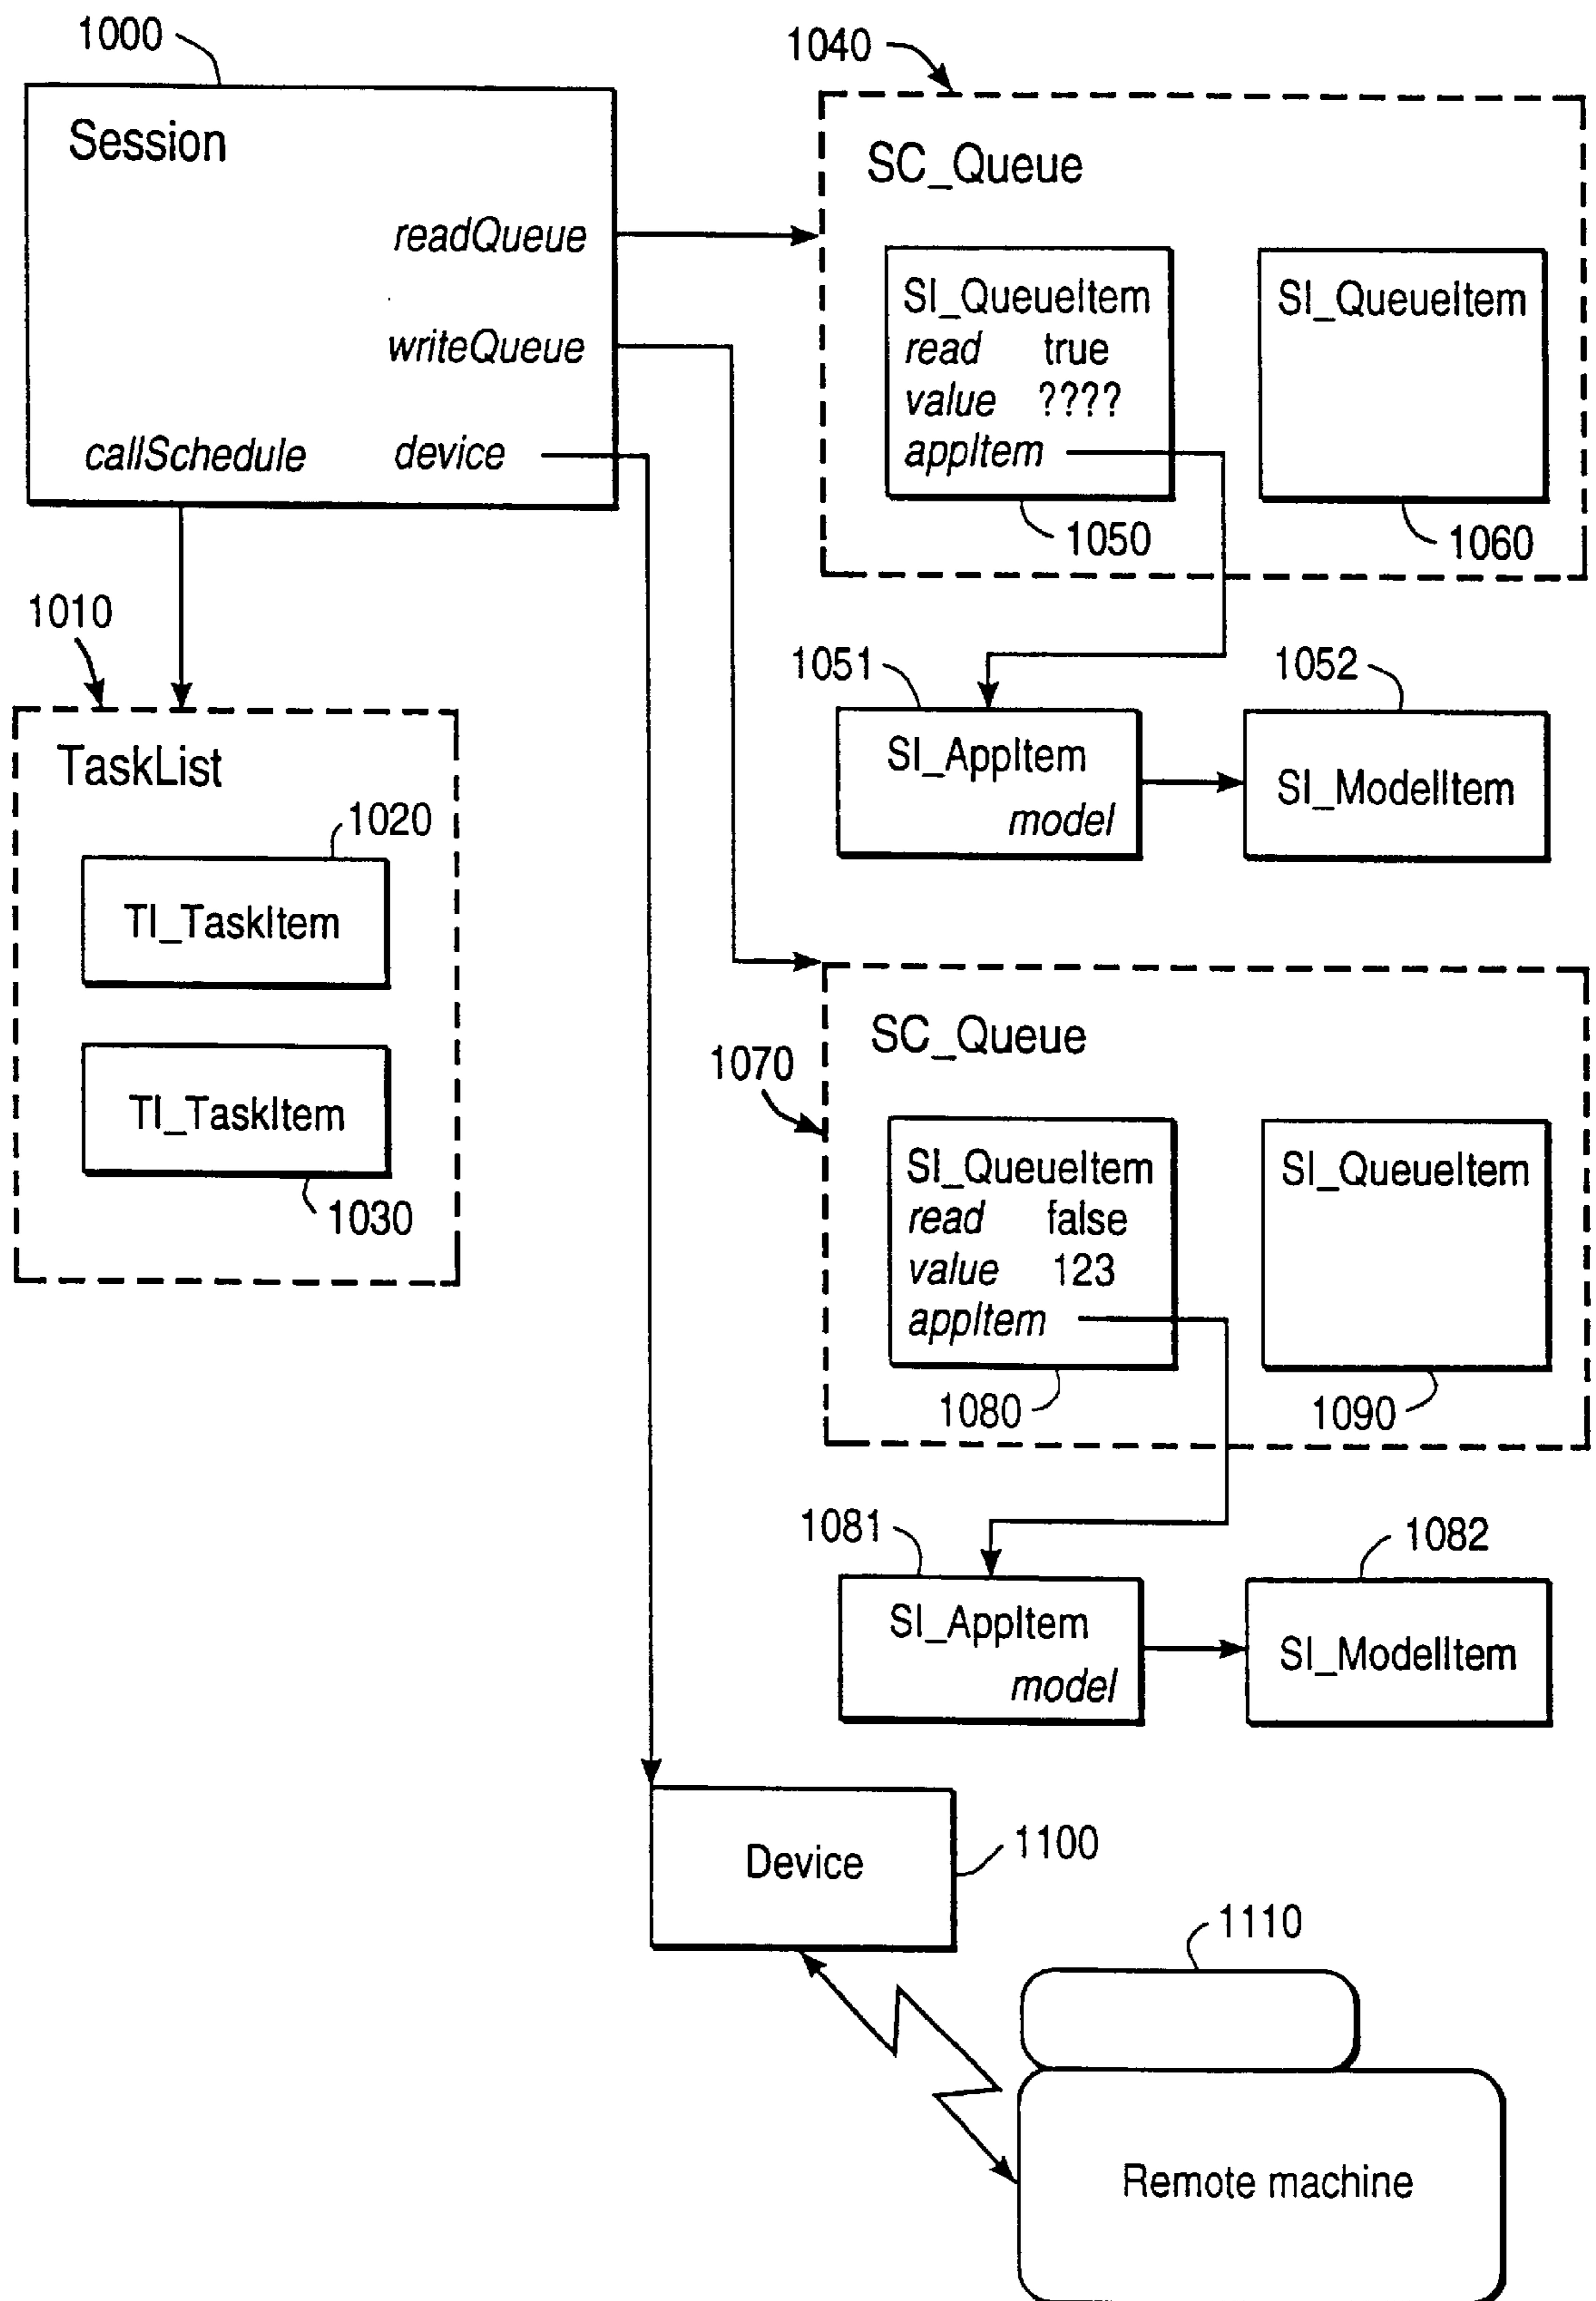 1000
Session
readQueue
writeQueue
callSchedule device
1040
SC_Queue
SI_QueueItem
read true
value ????
appItem
1050
SI_QueueItem
1060
1051
SI_AppItem
model
1052
SI_ModelItem
1010
TaskList
1020
TI_TaskItem
TI_TaskItem
1030
1070
SC_Queue
SI_QueueItem
read false
value 123
appItem
1080
SI_QueueItem
1090
1081
SI_AppItem
model
1082
SI_ModelItem
Device
1100
1110
Remote machine